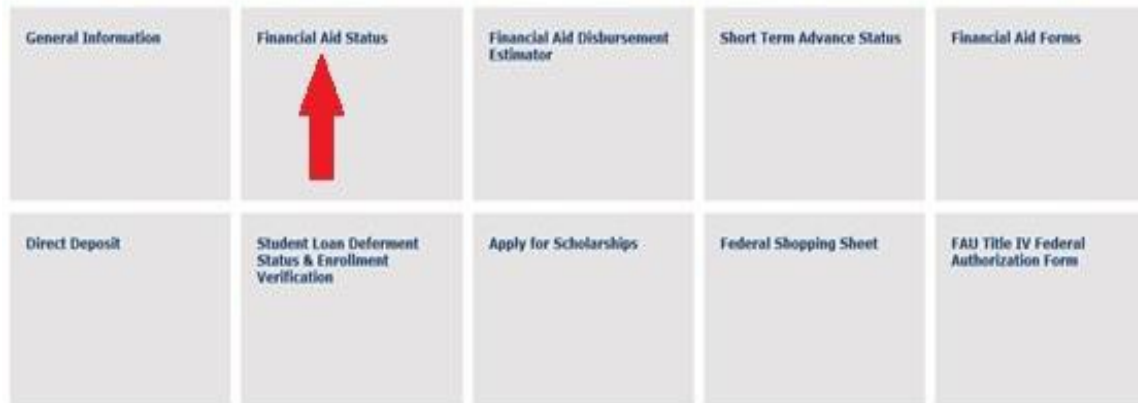 General Information
Financial Aid Status
Financial Aid Disbursement
Estimator
Short Term Advance Status
Financial Aid Forms
Direct Deposit
Student Loan Deferment
Status & Enrollment
Verification
Apply for Scholarships
Federal Shopping Sheet
FAU Title IV Federal
Authorization Form